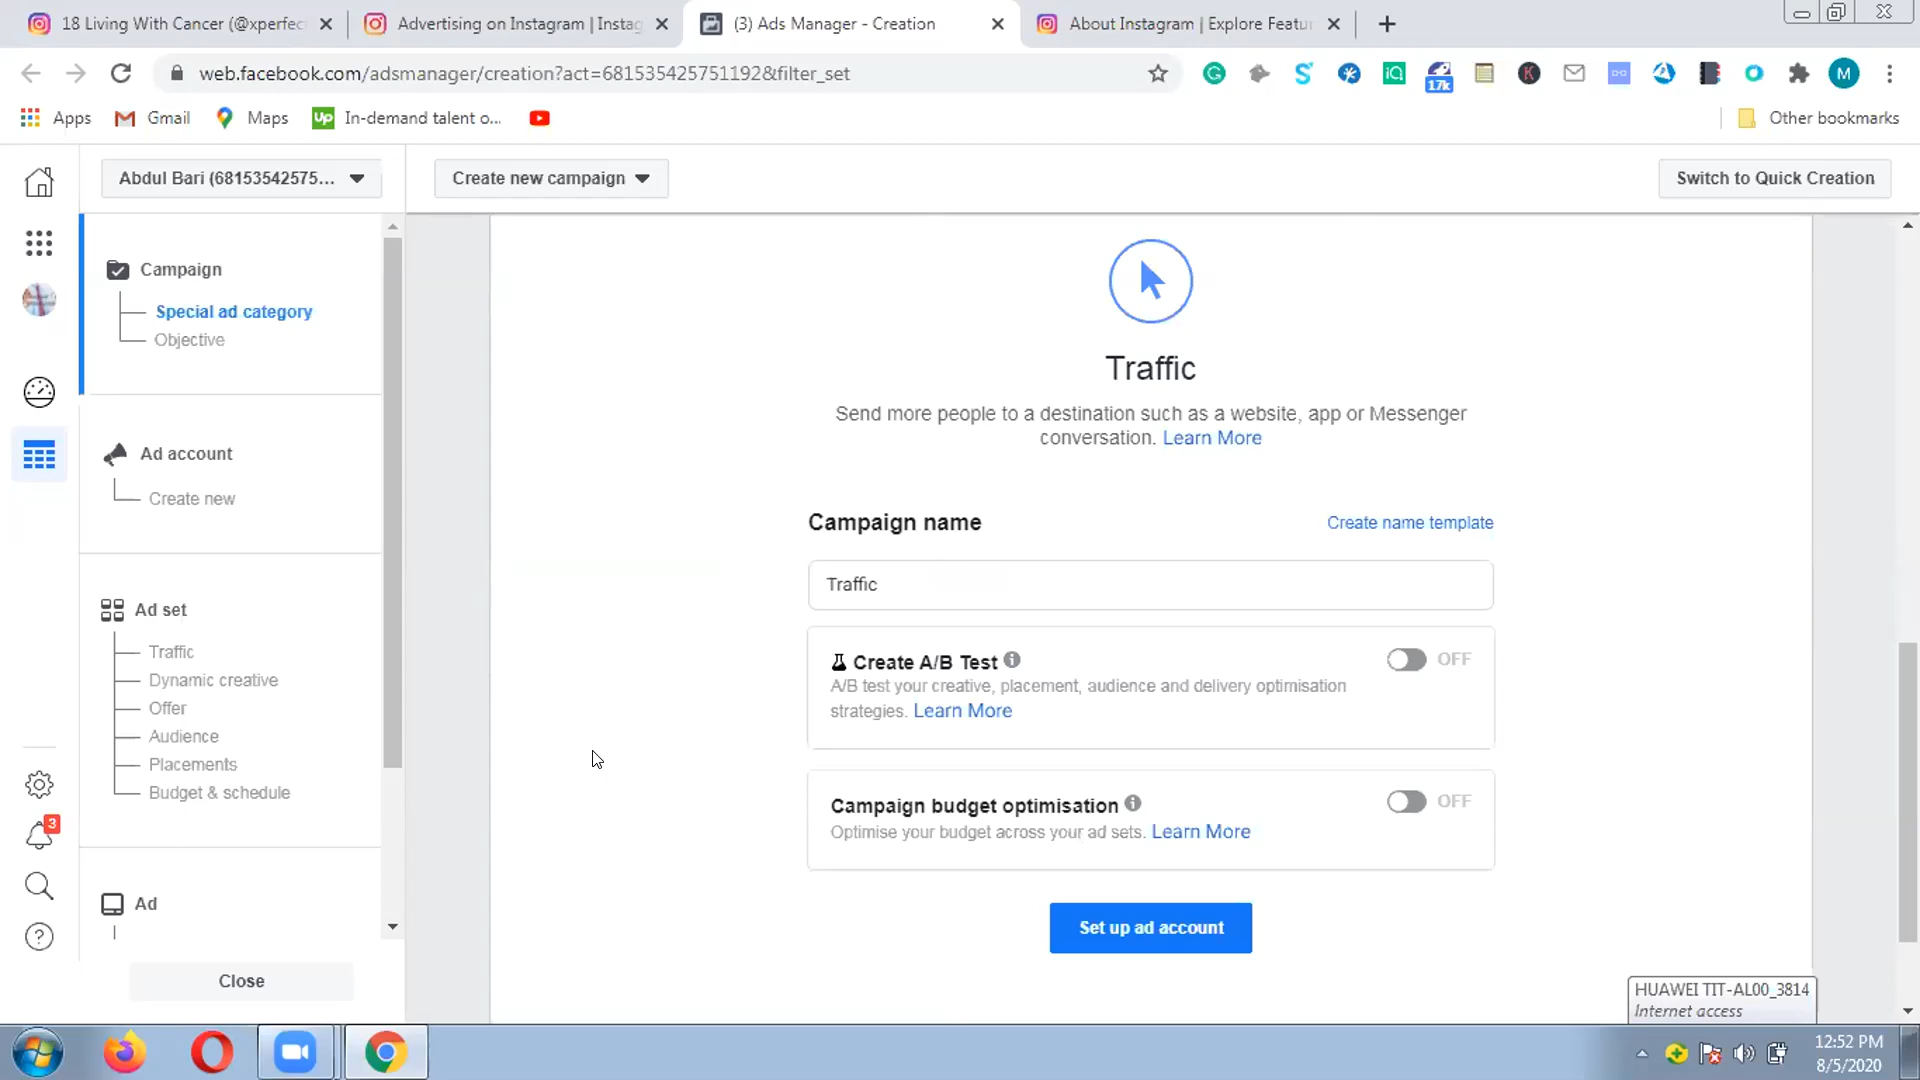 18 Living With Cancer (@xperfec
Advertising on Instagram | Instag
(3) Ads Manager - Creation
About Instagram | Explore Featu
web.facebook.com/adsmanager/creation?act=681535425751192&filter_set
1.7k
M
Apps
Gmail
Maps
Up In-demand talent o...
Other bookmarks
Abdul Bari (68153542575...
Create new campaign
Switch to Quick Creation
Campaign
Special ad category
Objective
Ad account
Create new
Ad set
Traffic
Dynamic creative
Offer
Audience
Placements
Budget & schedule
3
Ad
Close
Traffic
Send more people to a destination such as a website, app or Messenger
conversation. Learn More
Campaign name
Create name template
Traffic
Create A/B Test
OFF
A/B test your creative, placement, audience and delivery optimisation
strategies. Learn More
Campaign budget optimisation
OFF
Optimise your budget across your ad sets. Learn More
Set up ad account
HUAWEI TIT-AL00_3814
Internet access
12:52 PM
8/5/2020